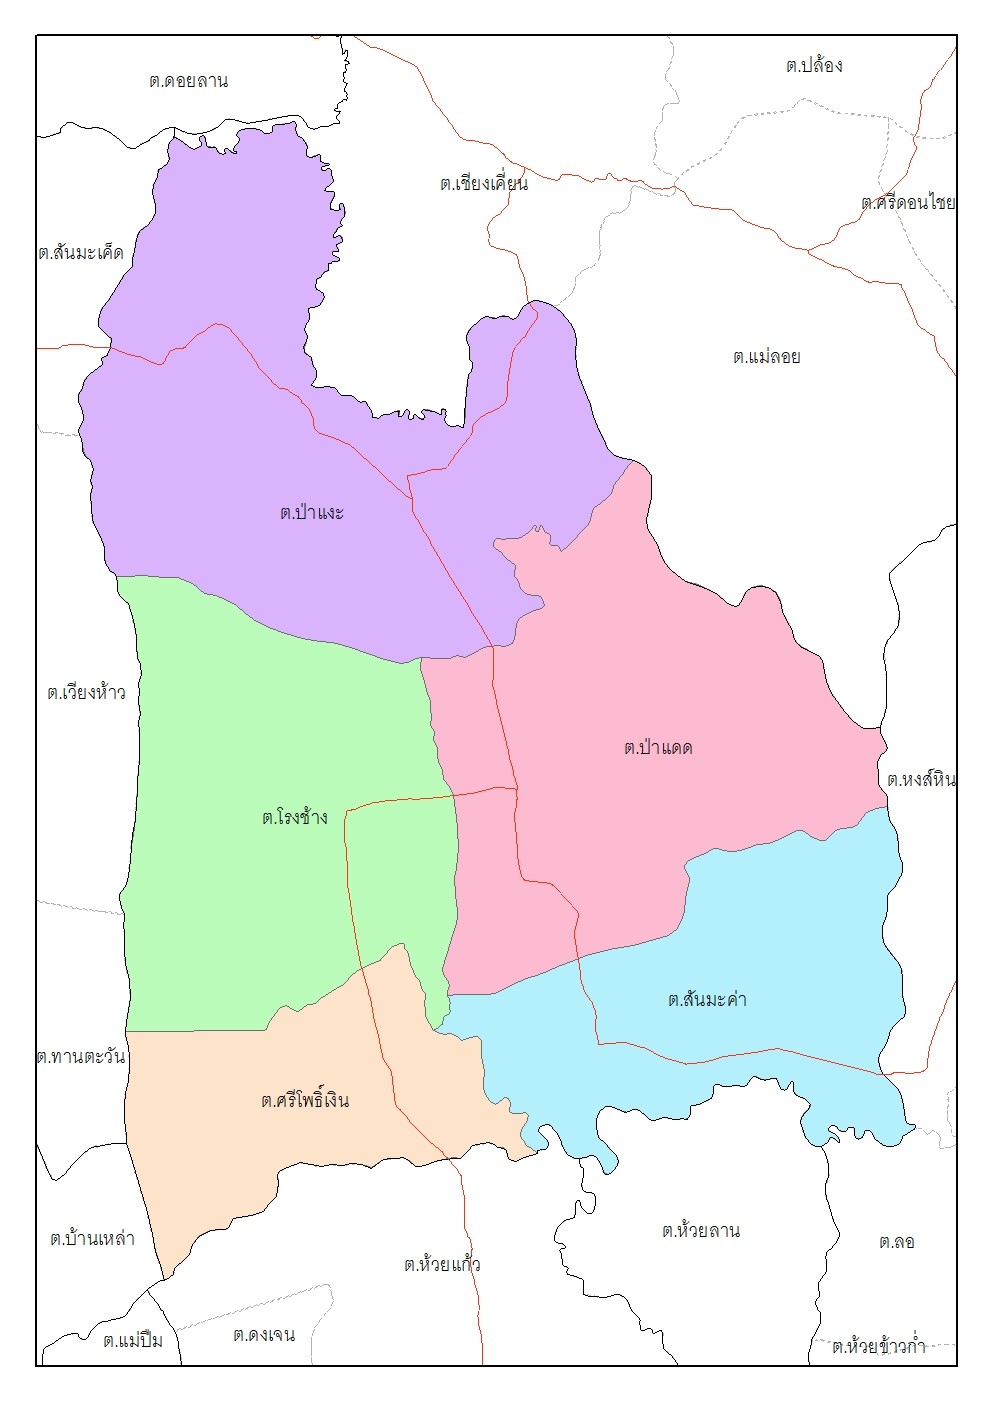 ต.ดอยลาน
ต.ปล้อง
ต.เชียงเคี่ยน
ต.ศรีดอนไชย
ต.สันมะเค็ด
ต.แม่ลอย
ต.ป่าแงะ
ต.เวียงห้าว
ต.ป่าแดด
ต.หงส์หิน
ต.โรงช้าง
ต.สันมะค่า
ต.ทานตะวัน
ต.ศรีโพธิ์เงิน
ต.ห้วยลาน
ต.บ้านเหล่า
ต.ลอ
ต.ห้วยแก้ว
ต.ดงเจน
ต.แม่ปืม
ต.ห้วยข้าวก่ำ